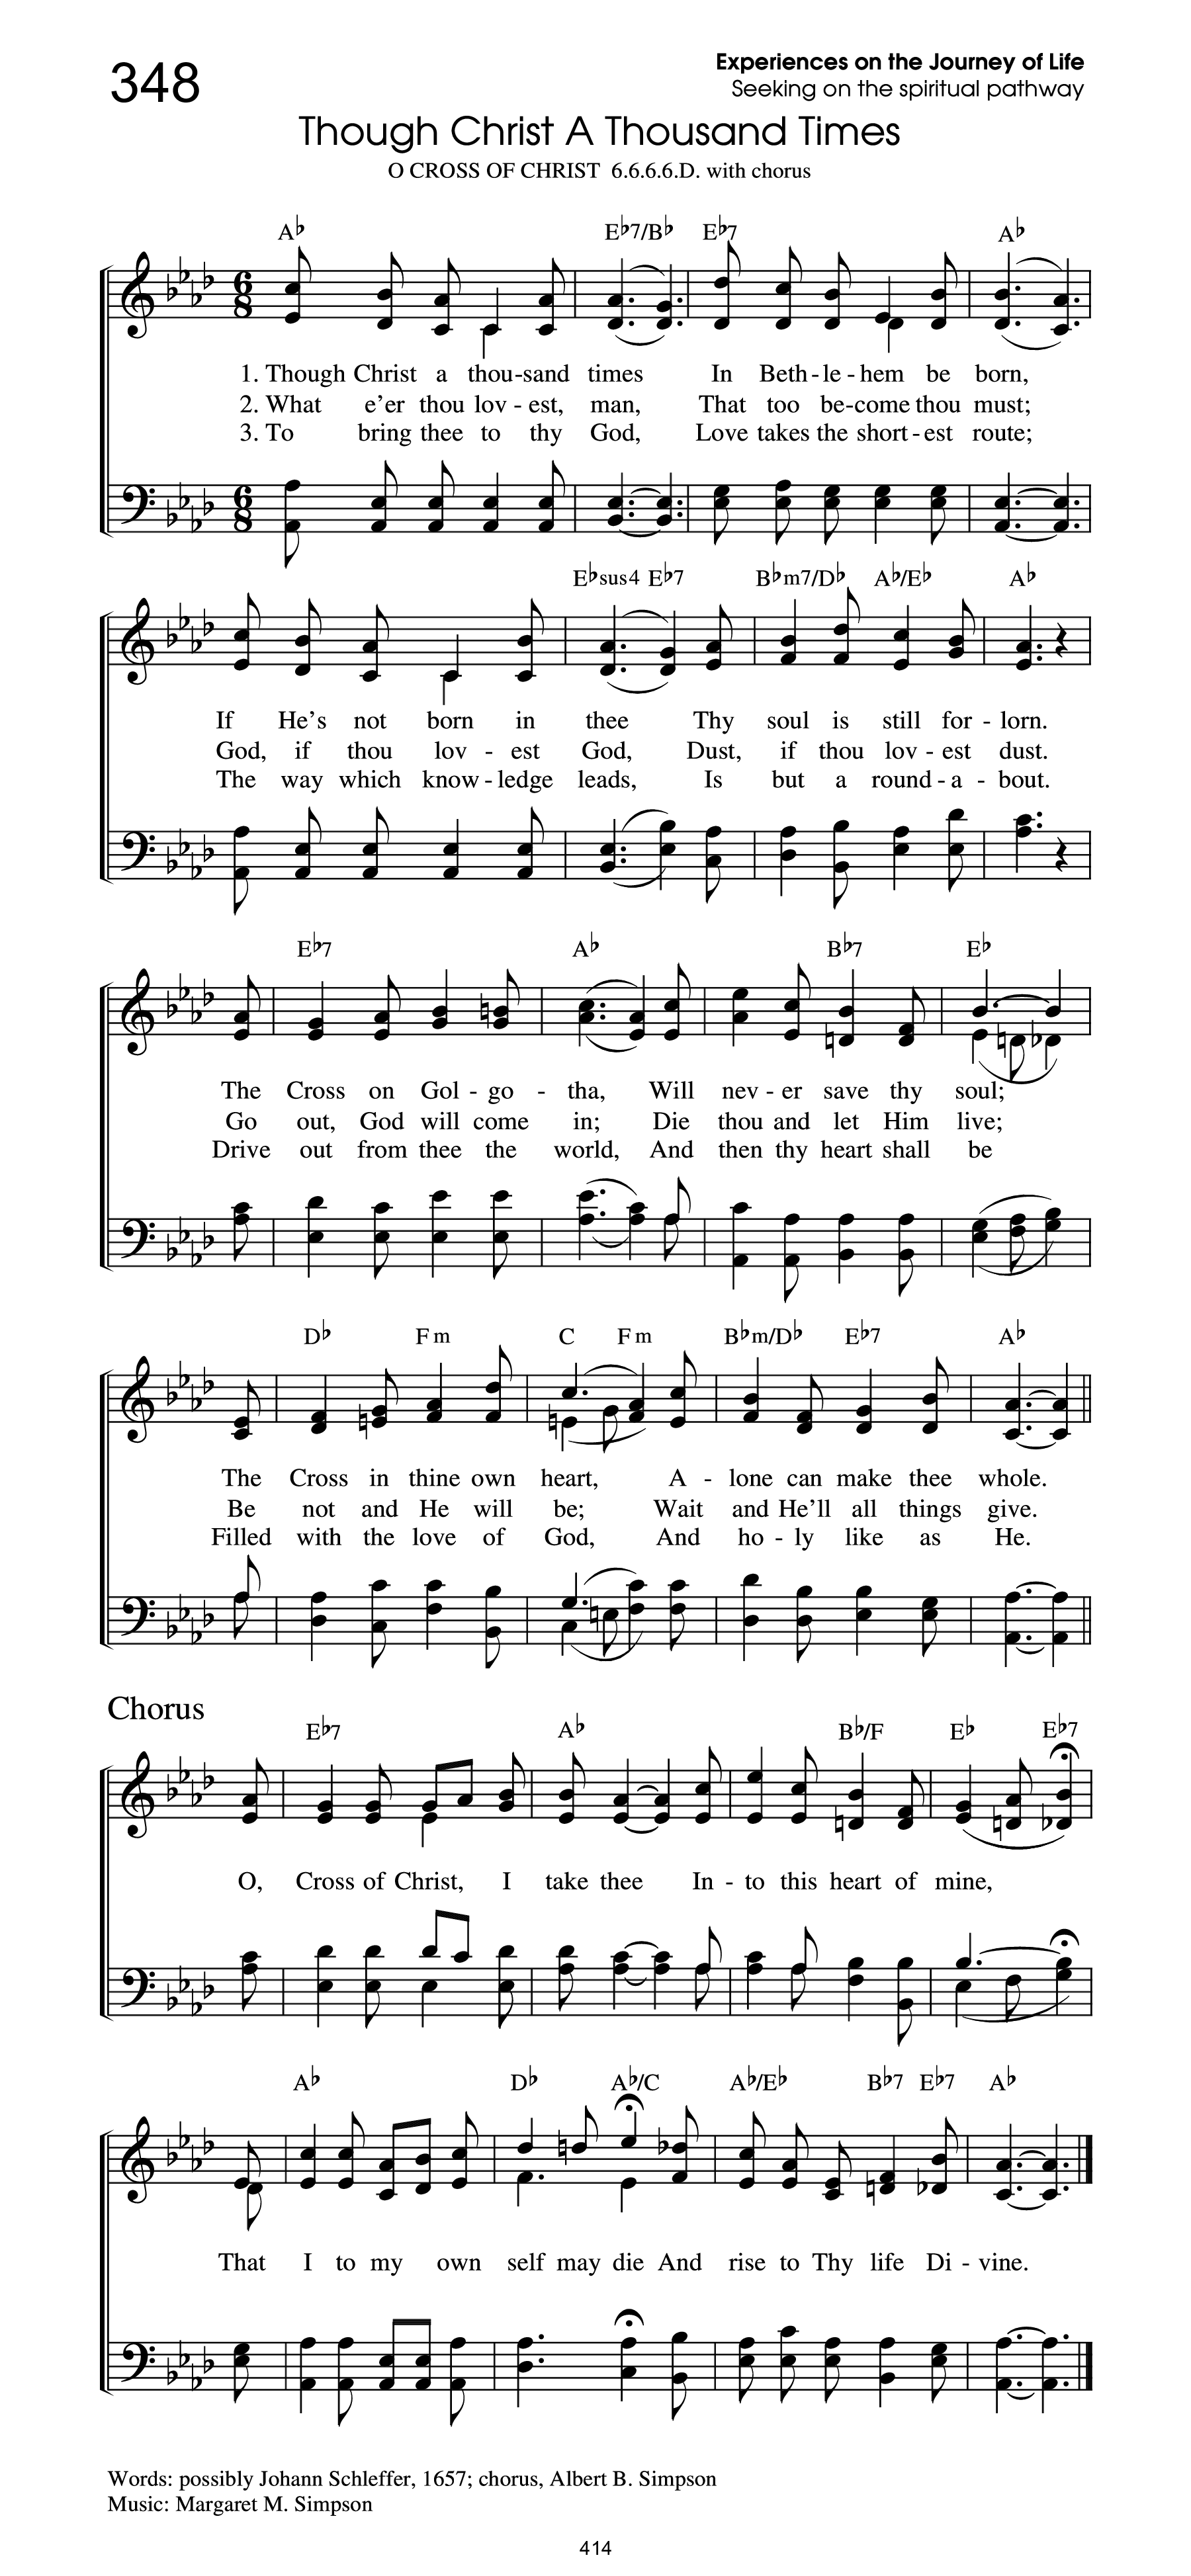 348
Experiences on the Journey of Life
Seeking on the spiritual pathway
Though Christ A Thousand Times
O CROSS OF CHRIST 6.6.6.6.D. with chorus
A♭ E♭7/B♭ E♭7 A♭
1. Though Christ a thou-sand times In Beth-le-hem be born,
2. What e'er thou lov-est, man, That too be-come thou must;
3. To bring thee to thy God, Love takes the short-est route;
E♭sus4 E♭7 B♭m7/D♭ A♭/E♭ A♭
If He's not born in thee Thy soul is still for-lorn.
God, if thou lov-est God, Dust, if thou lov-est dust.
The way which know-ledge leads, Is but a round-a-bout.
E♭7 A♭ B♭7 E♭
The Cross on Gol-go-tha, Will nev-er save thy soul;
Go out, God will come in; Die thou and let Him live;
Drive out from thee the world, And then thy heart shall be
D♭ Fm C Fm B♭m/D♭ E♭7 A♭
The Cross in thine own heart, A-lone can make thee whole.
Be not and He will be; Wait and He'll all things give.
Filled with the love of God, And ho-ly like as He.
Chorus
E♭7 A♭ B♭/F E♭ E♭7
O, Cross of Christ, I take thee In-to this heart of mine,
A♭ D♭ A♭/C A♭/E♭ B♭7 E♭7 A♭
That I to my own self may die And rise to Thy life Di-vine.
Words: possibly Johann Schleffer, 1657; chorus, Albert B. Simpson
Music: Margaret M. Simpson
414